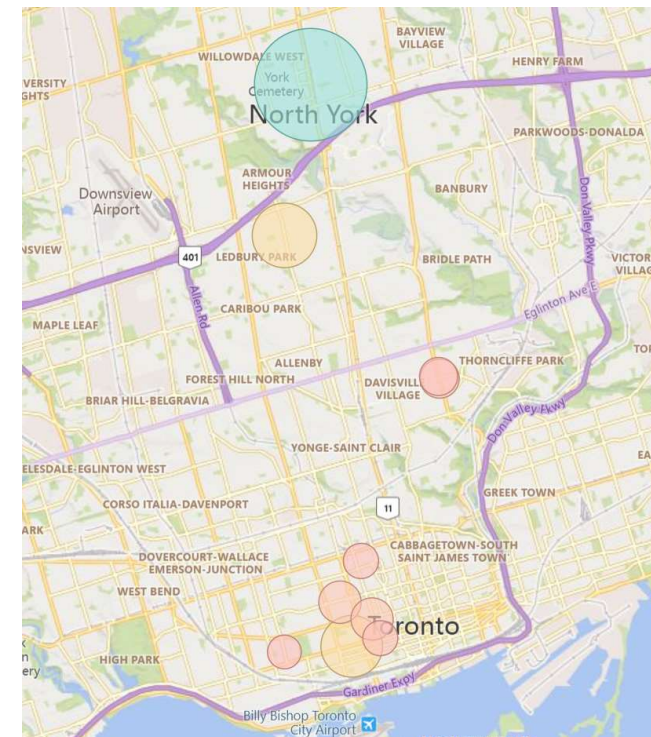 BAYVIEW
VILLAGE
WILLOWDALE WEST
HENRY FARM
York
Cemetery
VERSITY
GHTS
North York
PARKWOODS-DONALDA
ARMOUR
HEIGHTS
BANBURY
Downsview
Airport
Don Valley Pkwy
NSVIEW
401
LEDBURY PARK
BRIDLE PATH
VICTOR
VILLAG
Allen Rd
CARIBOU PARK
Eglinton Ave E
MAPLE LEAF
ALLENBY
THORNCLIFFE PARK
TOP
FOREST HILL NORTH
DAVISVILL
VILLAGE
BRIAR HILL-BELGRAVIA
Don Valley Pkwy
YONGE-SAINT CLAIR
EA
ELESDALE-EGLINTON WEST
GREEK TOWN
CORSO ITALIA-DAVENPORT
11
ARK
CABBAGETOWN-SOUTH
SAINT JAMES TOWN
DOVERCOURT-WALLACE
EMERSON-JUNCTION
WEST BEND
Toronto
HIGH PARK
n
ery
Gardiner Expy
Billy Bishop Toronto
City Airport